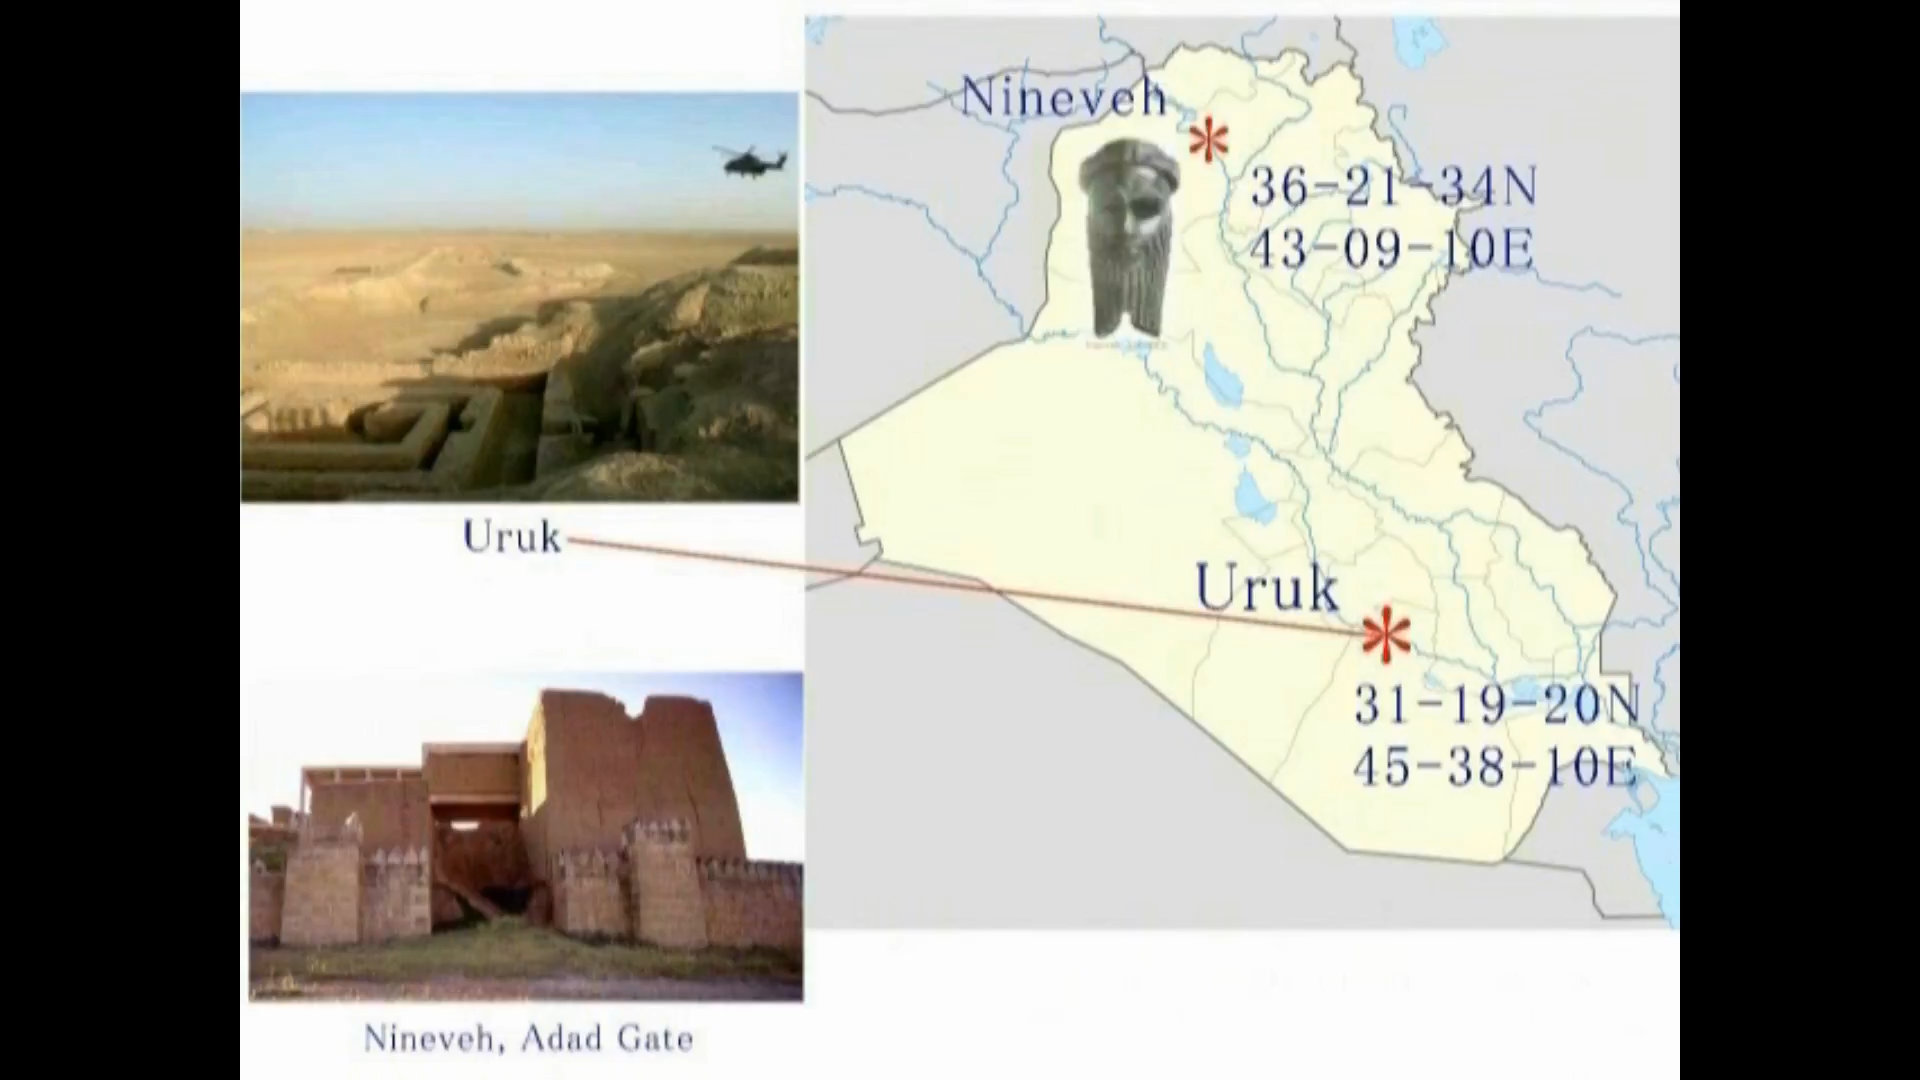 Nineveh
36-21-34N
43-09-10E
Uruk
Uruk
31-19-20N
45-38-10E
Nineveh, Adad Gate